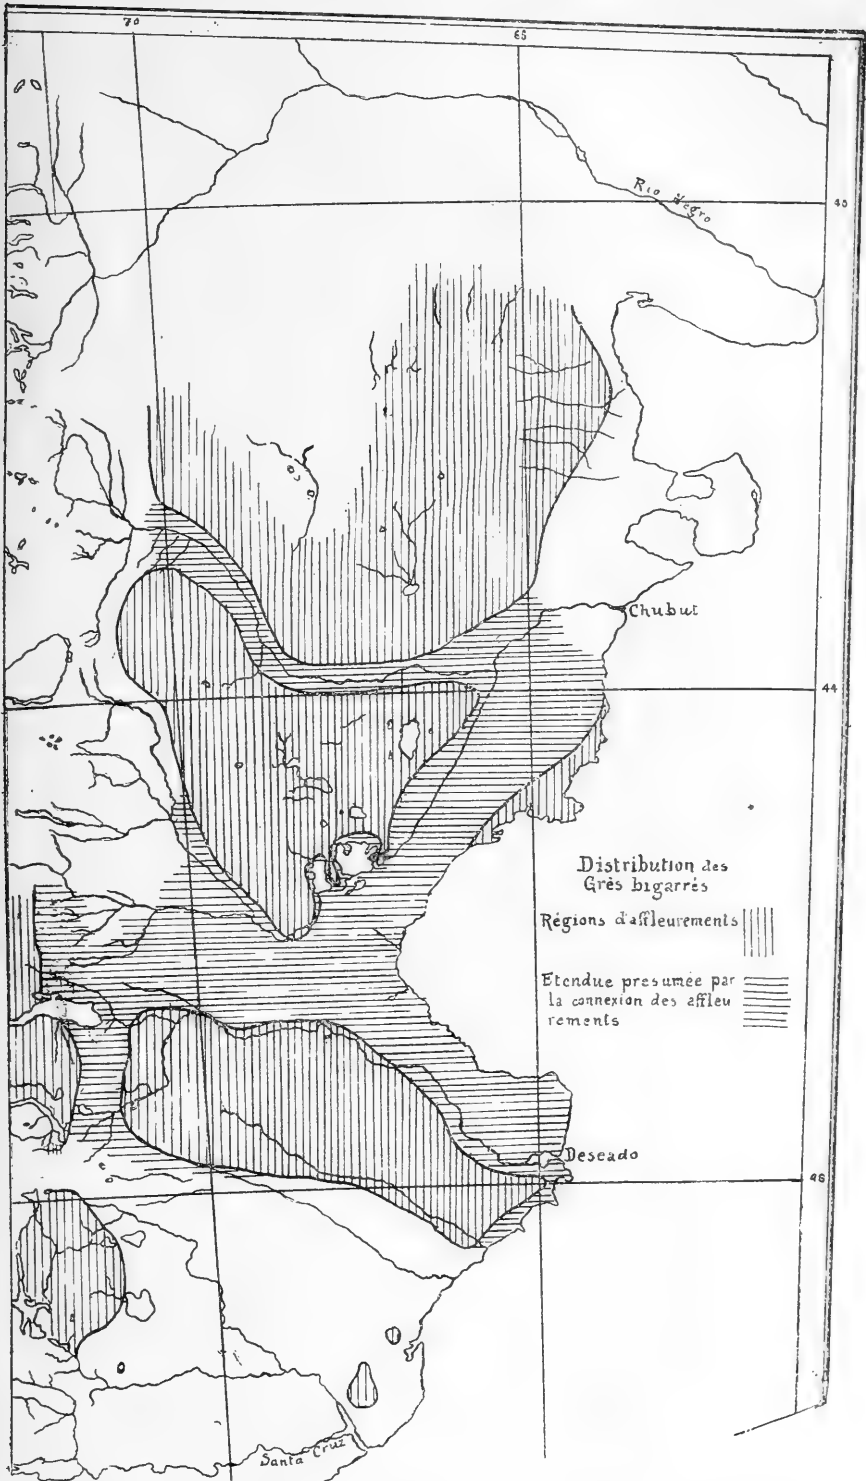 70
65
Rio Negro
40
Chubut
44
Distribution des
Grès bigarrés
Régions d'affleurements
Etendue presumée par
la connexion des affleu
rements
Deseado
46
Santa Cruz